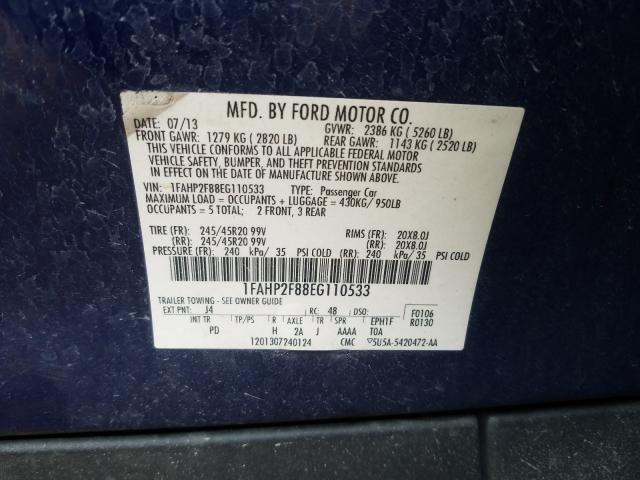 MFD. BY FORD MOTOR CO.
DATE: 07/13 GVWR: 2386 KG ( 5260 LB)
FRONT GAWR: 1279 KG ( 2820 LB) REAR GAWR: 1143 KG ( 2520 LB)
THIS VEHICLE CONFORMS TO ALL APPLICABLE FEDERAL MOTOR
VEHICLE SAFETY, BUMPER, AND THEFT PREVENTION STANDARDS
IN EFFECT ON THE DATE OF MANUFACTURE SHOWN ABOVE.
VIN: 1FAHP2F88EG110533 TYPE: Passenger Car
MAXIMUM LOAD = OCCUPANTS + LUGGAGE = 430KG/ 950LB
OCCUPANTS = 5 TOTAL; 2 FRONT, 3 REAR
TIRE (FR): 245/45R20 99V RIMS (FR): 20X8.0J
(RR): 245/45R20 99V (RR): 20X8.0J
PRESSURE (FR): 240 kPa/ 35 PSI COLD (RR): 240 kPa/ 35 PSI COLD
1FAHP2F88EG110533
TRAILER TOWING - SEE OWNER GUIDE
EXT PNT: J4 RC: 48 DSO: F0106
INT TR TP/PS R AXLE TR SPR EPH1F R0130
PD H 2A J AAAA TOA
1201307240124 CMC ▽5U5A-5420472-AA